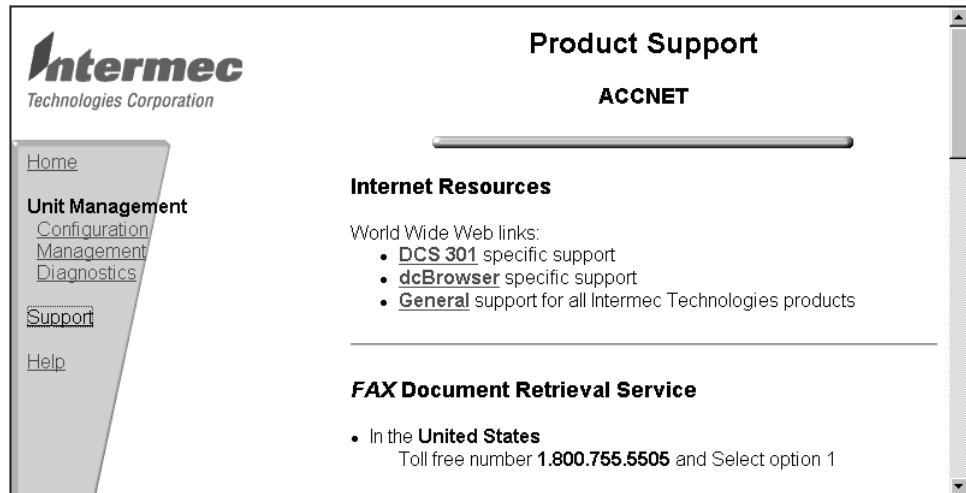 Intermec
Technologies Corporation
Home
Unit Management
Configuration
Management
Diagnostics
Support
Help
Product Support
ACCNET
Internet Resources
World Wide Web links:
• DCS 301 specific support
• dcBrowser specific support
• General support for all Intermec Technologies products
FAX Document Retrieval Service
• In the United States
Toll free number 1.800.755.5505 and Select option 1